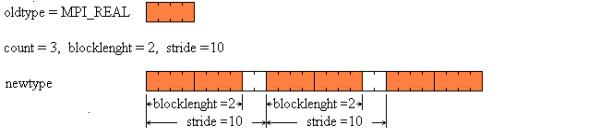 oldtype = MPI_REAL
count = 3, blocklenght = 2, stride =10
newtype
blocklenght =2 blocklenght =2
stride =10 stride =10